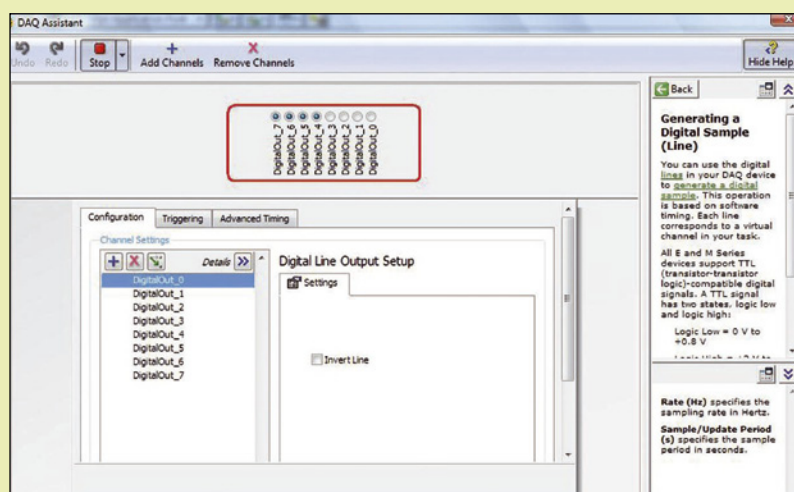 DAQ Assistant
Undo
Redo
Stop
Add Channels
Remove Channels
Hide Help
DigitalOut_7
DigitalOut_6
DigitalOut_5
DigitalOut_4
DigitalOut_3
DigitalOut_2
DigitalOut_1
DigitalOut_0
Configuration
Triggering
Advanced Timing
Channel Settings
Details
DigitalOut_0
DigitalOut_1
DigitalOut_2
DigitalOut_3
DigitalOut_4
DigitalOut_5
DigitalOut_6
DigitalOut_7
Digital Line Output Setup
Settings
Invert Line
Back
Generating a
Digital Sample
(Line)
You can use the digital
lines in your DAQ device
to generate a digital
sample. This operation
is based on software
timing. Each line
corresponds to a virtual
channel in your task.
All E and M Series
devices support TTL
(transistor-transistor
logic)-compatible digital
signals. A TTL signal
has two states, logic low
and logic high:
Logic Low = 0 V to
+0.8 V
Rate (Hz) specifies the
sampling rate in Hertz.
Sample/Update Period
(s) specifies the sample
period in seconds.